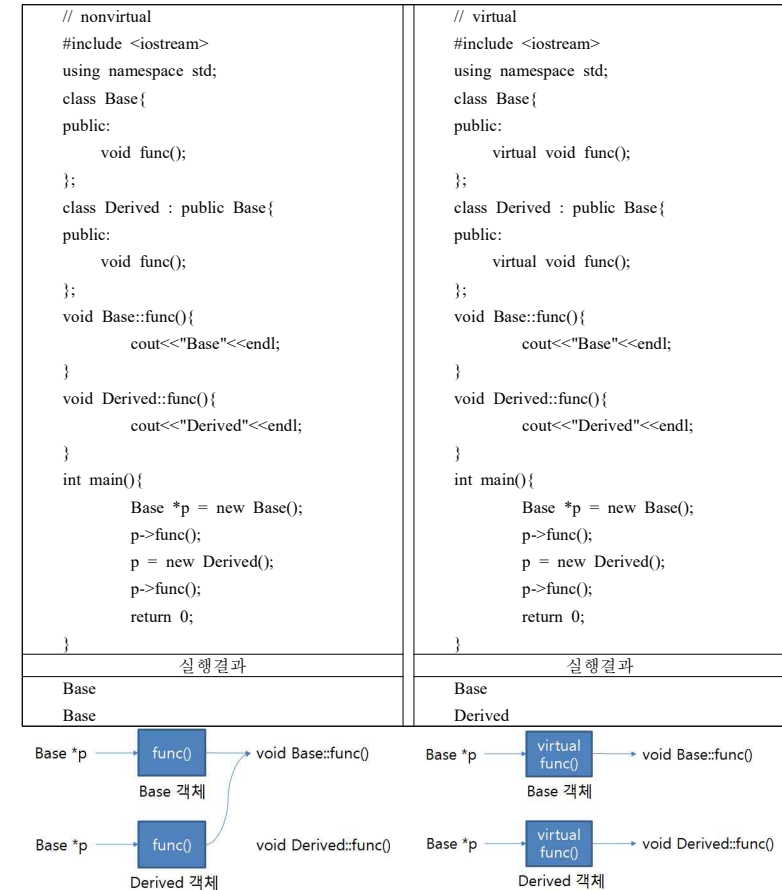 // nonvirtual
#include <iostream>
using namespace std;
class Base{
public:
void func();
};
class Derived : public Base{
public:
void func();
};
void Base::func(){
cout<<"Base"<<endl;
}
void Derived::func(){
cout<<"Derived"<<endl;
}
int main(){
Base *p = new Base();
p->func();
p = new Derived();
p->func();
return 0;
}
실행결과
Base
Base
// virtual
#include <iostream>
using namespace std;
class Base{
public:
virtual void func();
};
class Derived : public Base{
public:
virtual void func();
};
void Base::func(){
cout<<"Base"<<endl;
}
void Derived::func(){
cout<<"Derived"<<endl;
}
int main(){
Base *p = new Base();
p->func();
p = new Derived();
p->func();
return 0;
}
실행결과
Base
Derived
Base *p func() void Base::func()
Base 객체
Base *p func() void Derived::func()
Derived 객체
Base *p virtual
func() void Base::func()
Base 객체
Base *p virtual
func() void Derived::func()
Derived 객체